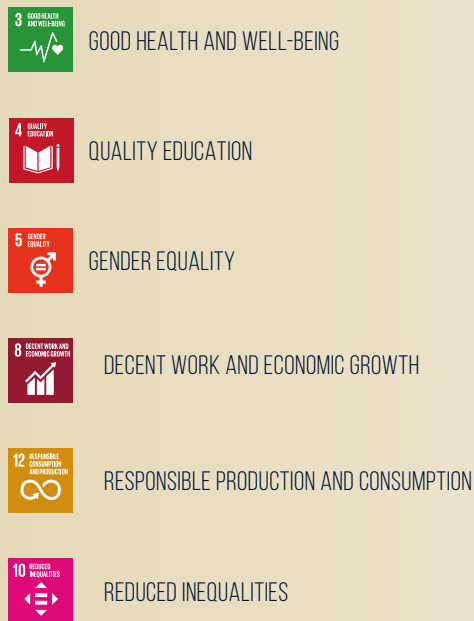 3 GOOD HEALTH
AND WELL-BEING
GOOD HEALTH AND WELL-BEING
4 QUALITY
EDUCATION
QUALITY EDUCATION
5 GENDER
EQUALITY
GENDER EQUALITY
8 DECENT WORK AND
ECONOMIC GROWTH
DECENT WORK AND ECONOMIC GROWTH
12 RESPONSIBLE
CONSUMPTION
AND PRODUCTION
RESPONSIBLE PRODUCTION AND CONSUMPTION
10 REDUCED
INEQUALITIES
REDUCED INEQUALITIES